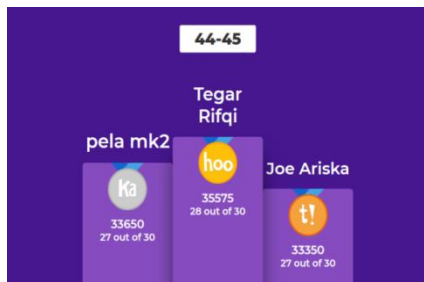 44-45
Tegar
Rifqi
pela mk2
Joe Ariska
hoo
Ka
t!
35575
28 out of 30
33650
27 out of 30
33350
27 out of 30